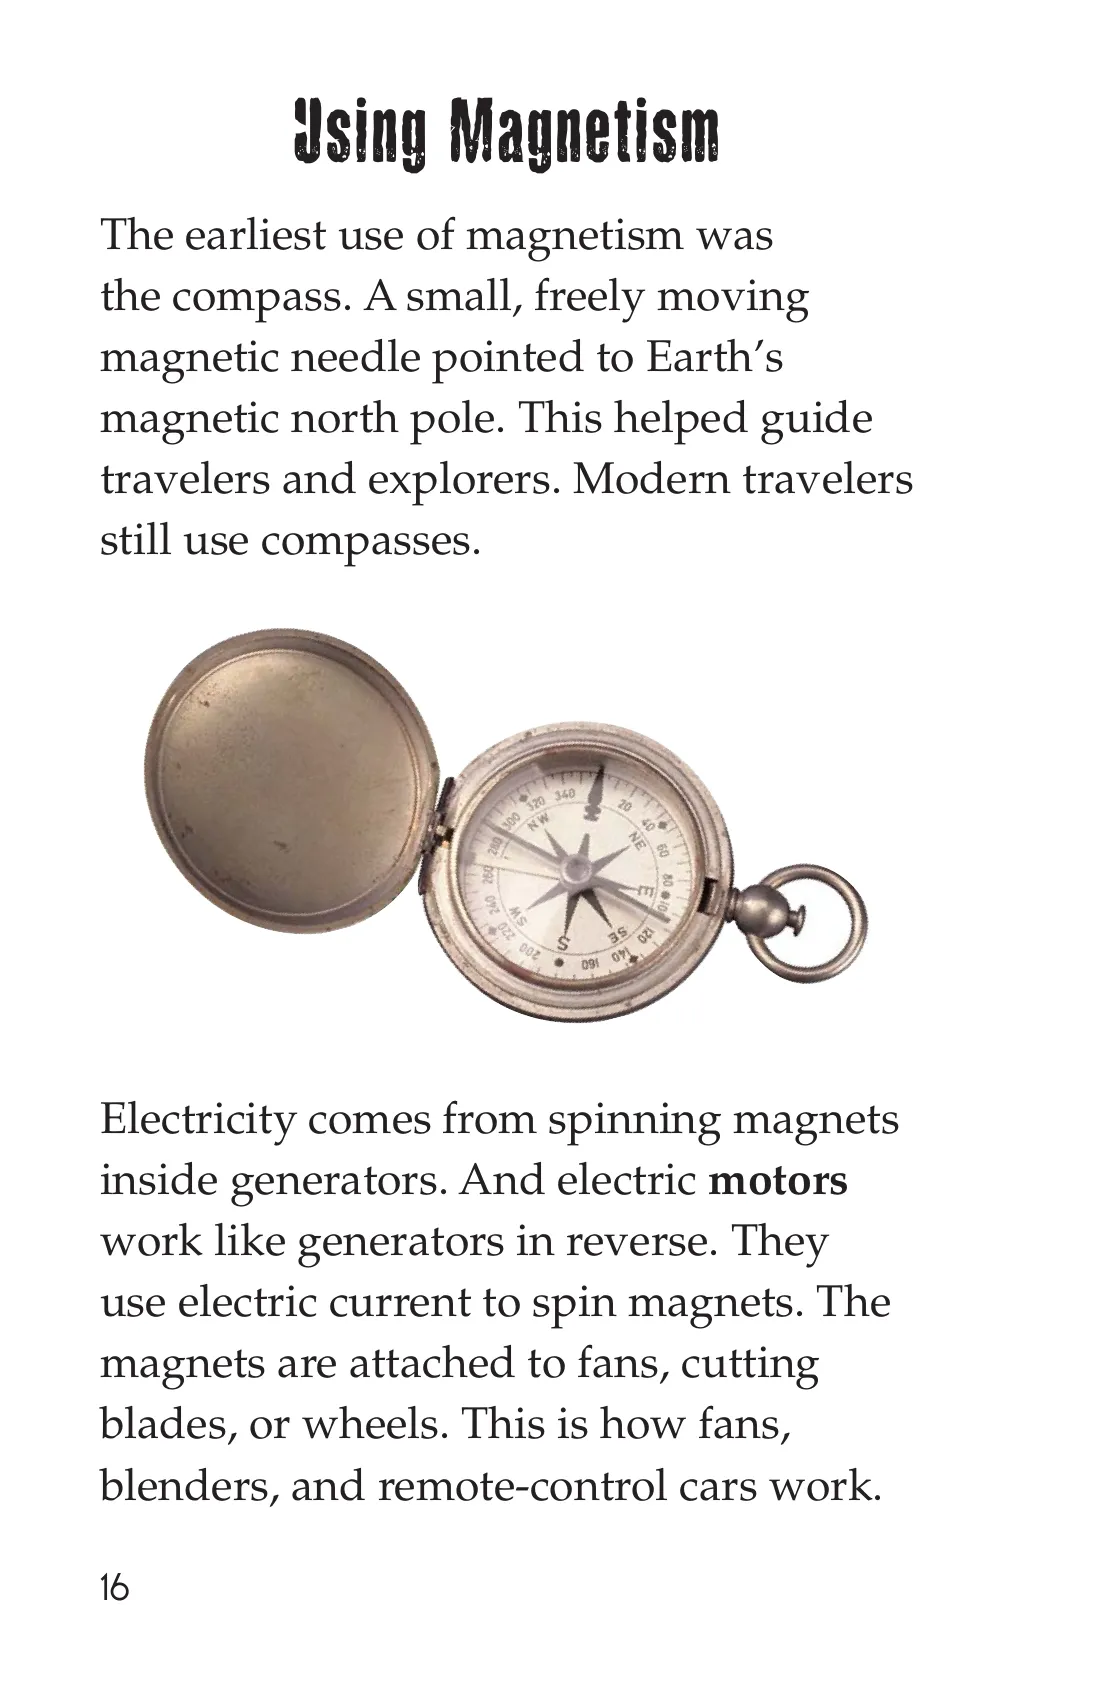 Using Magnetism
The earliest use of magnetism was
the compass. A small, freely moving
magnetic needle pointed to Earth’s
magnetic north pole. This helped guide
travelers and explorers. Modern travelers
still use compasses.
340
320
300
280
260
240
220
200
160
140
120
80
60
40
20
NW
NE
E
SE
S
SW
Electricity comes from spinning magnets
inside generators. And electric motors
work like generators in reverse. They
use electric current to spin magnets. The
magnets are attached to fans, cutting
blades, or wheels. This is how fans,
blenders, and remote-control cars work.
16